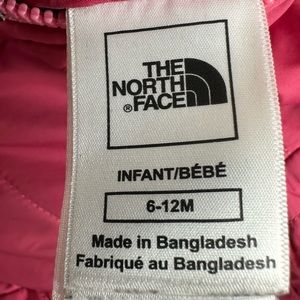 THE
NORTH
®FACE
INFANT/BÉBÉ
6-12M
Made in Bangladesh
Fabriqué au Bangladesh